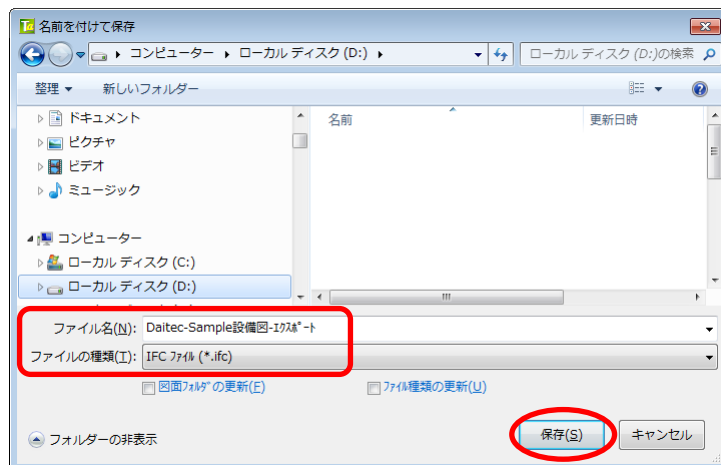 名前を付けて保存
コンピューター ローカル ディスク (D:) ローカル ディスク (D:)の検索
整理 新しいフォルダー
ドキュメント
ピクチャ
ビデオ
ミュージック
コンピューター
ローカル ディスク (C:)
ローカル ディスク (D:)
名前 更新日時
ファイル名(N): Daitec-Sample設備図-ｴｸｽﾎﾟｰﾄ
ファイルの種類(T): IFC ﾌｧｲﾙ (*.ifc)
図面ﾌｫﾙﾀﾞの更新(F) ﾌｧｲﾙ種類の更新(U)
フォルダーの非表示 保存(S) キャンセル